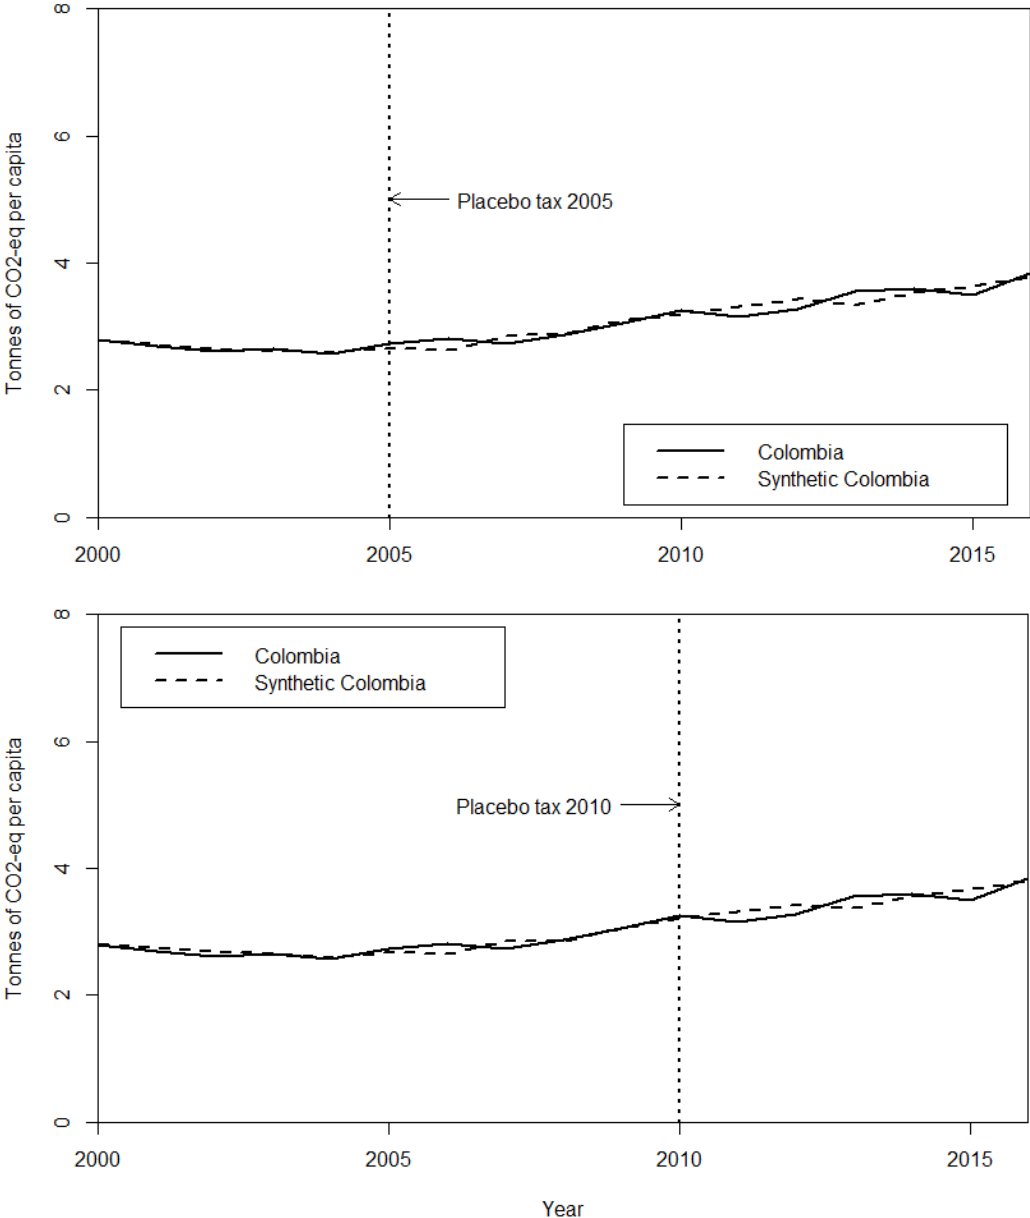 Tonnes of CO2-eq per capita
8
6
4
2
0
Placebo tax 2005
Colombia
Synthetic Colombia
2000
2005
2010
2015
Tonnes of CO2-eq per capita
8
6
4
2
0
Colombia
Synthetic Colombia
Placebo tax 2010
2000
2005
2010
2015
Year